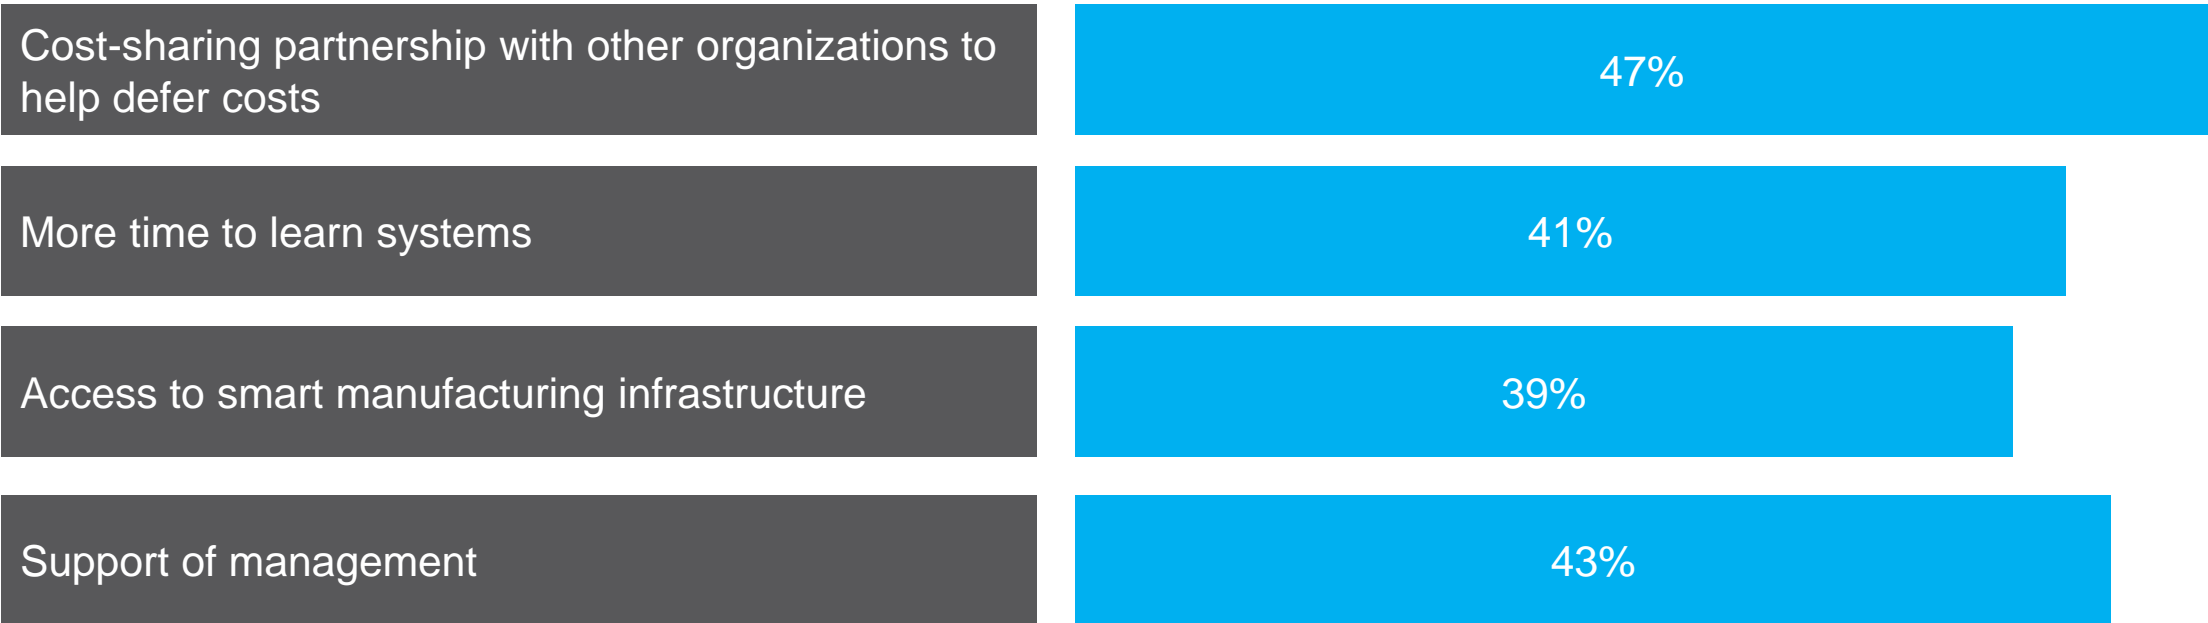 Cost-sharing partnership with other organizations to
help defer costs
47%
More time to learn systems
41%
Access to smart manufacturing infrastructure
39%
Support of management
43%